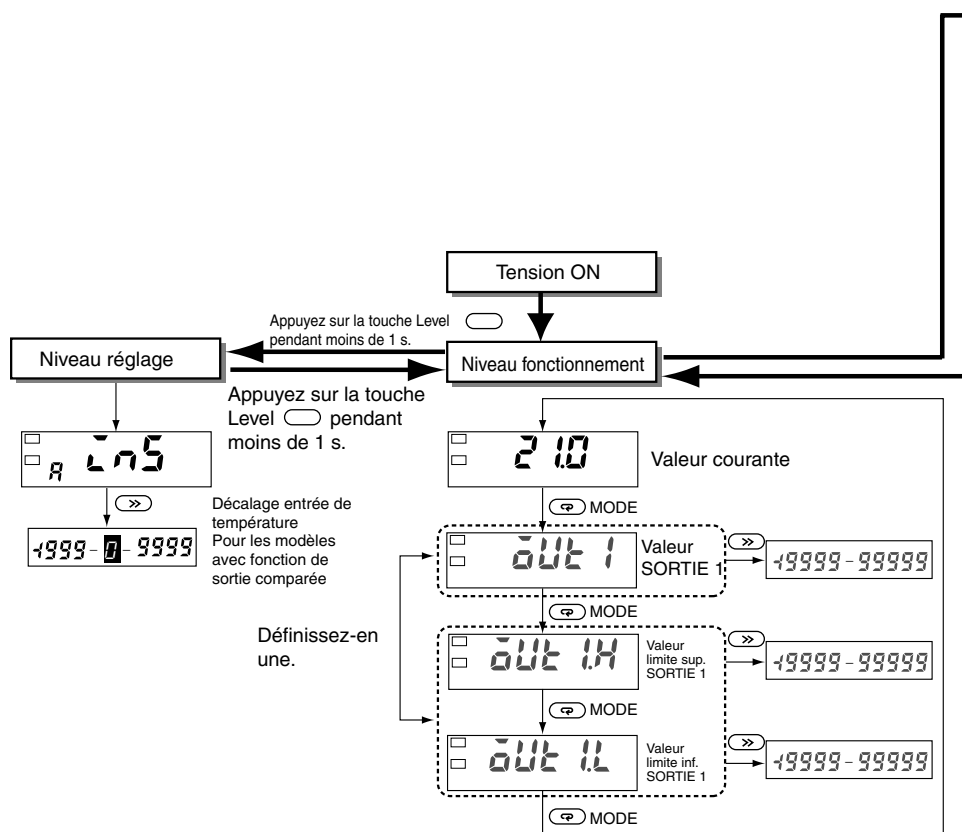 Tension ON
Appuyez sur la touche Level
pendant moins de 1 s.
Niveau réglage
Niveau fonctionnement
Appuyez sur la touche
Level pendant
moins de 1 s.
A inS
21.0
Valeur courante
Décalage entrée de
température
Pour les modèles
avec fonction de
sortie comparée
-1999 - 0 - 9999
MODE
oUt 1
Valeur
SORTIE 1
-19999 - 99999
MODE
Définissez-en
une.
oUt 1.H
Valeur
limite sup.
SORTIE 1
-19999 - 99999
MODE
oUt 1.L
Valeur
limite inf.
SORTIE 1
-19999 - 99999
MODE